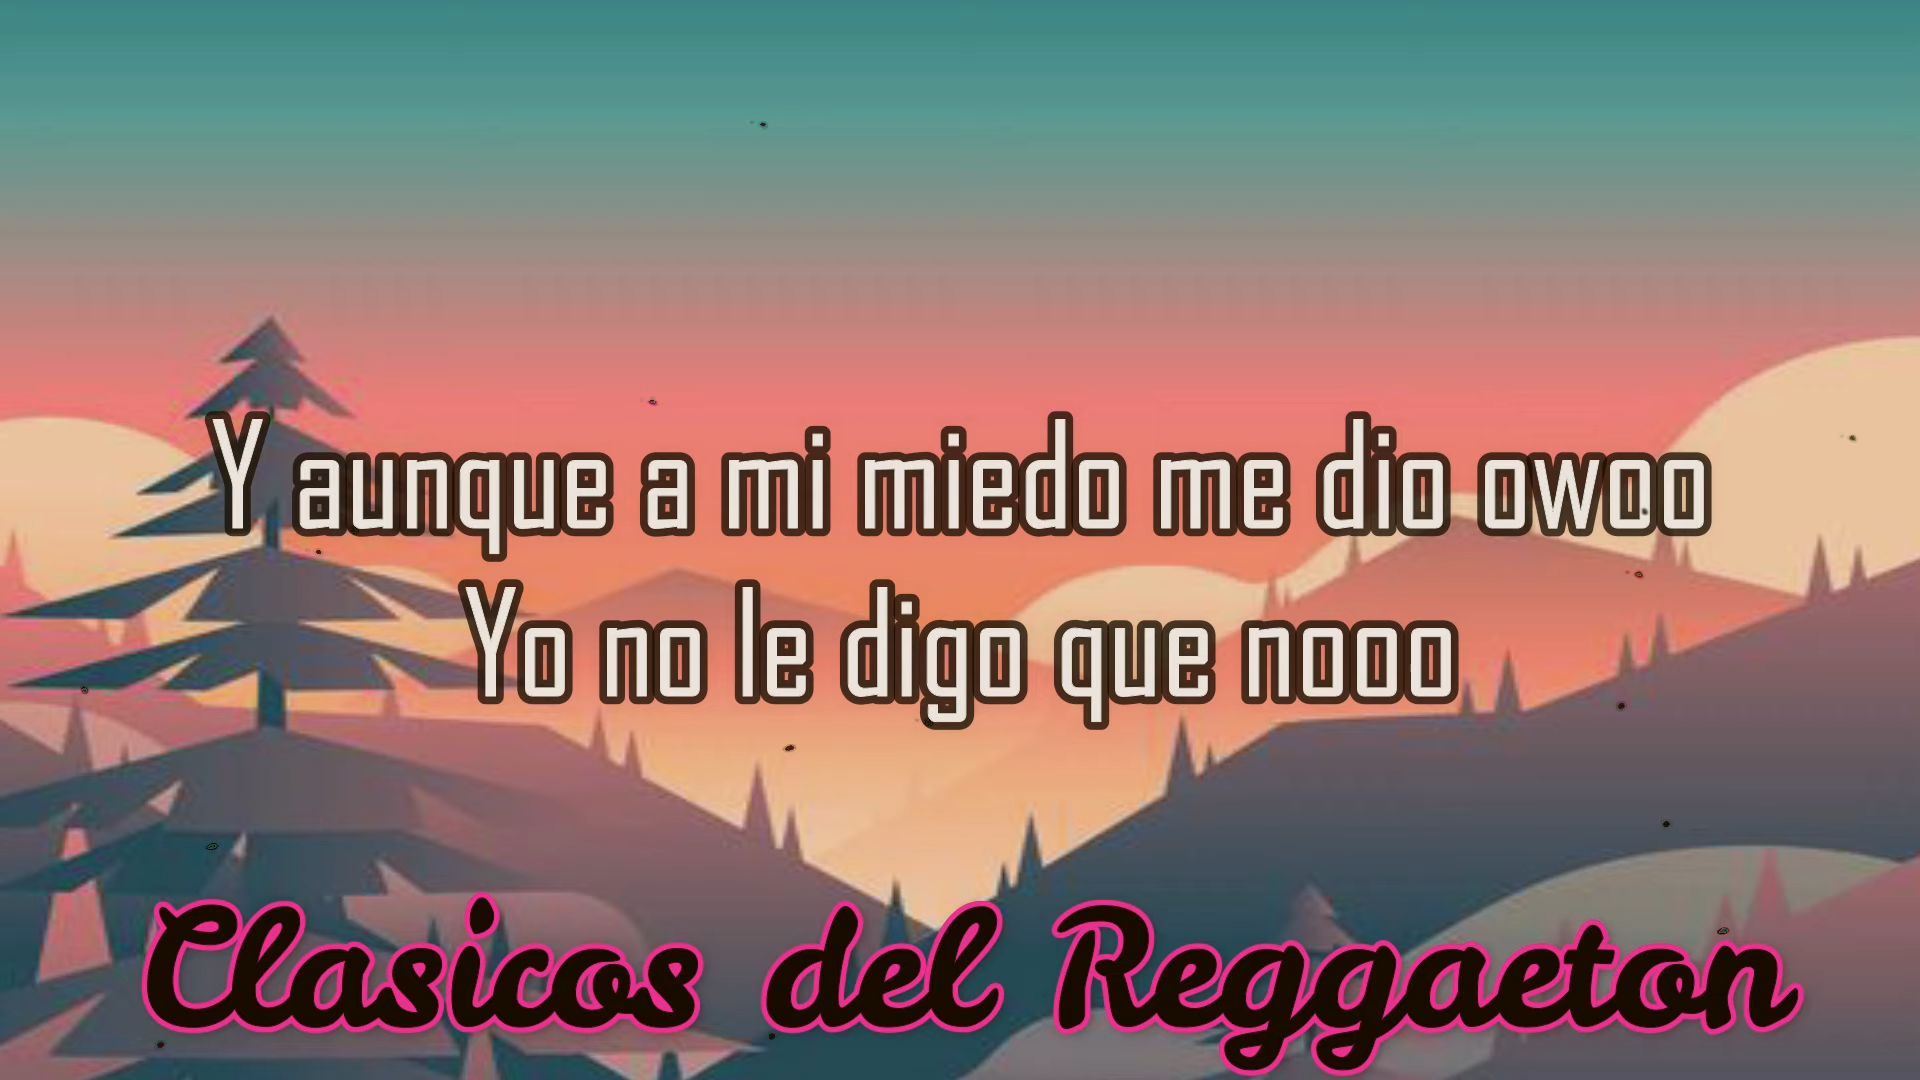 Y aunque a mi miedo me dio owoo
Yo no le digo que nooo
Clasicos del Reggaeton